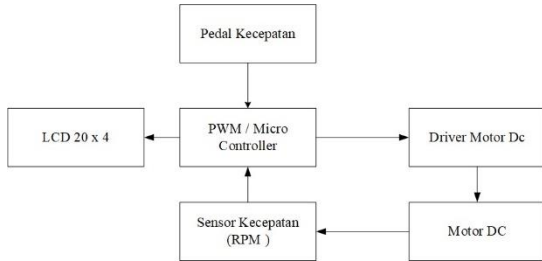 Pedal Kecepatan
LCD 20 x 4
PWM / Micro
Controller
Driver Motor Dc
Sensor Kecepatan
(RPM )
Motor DC